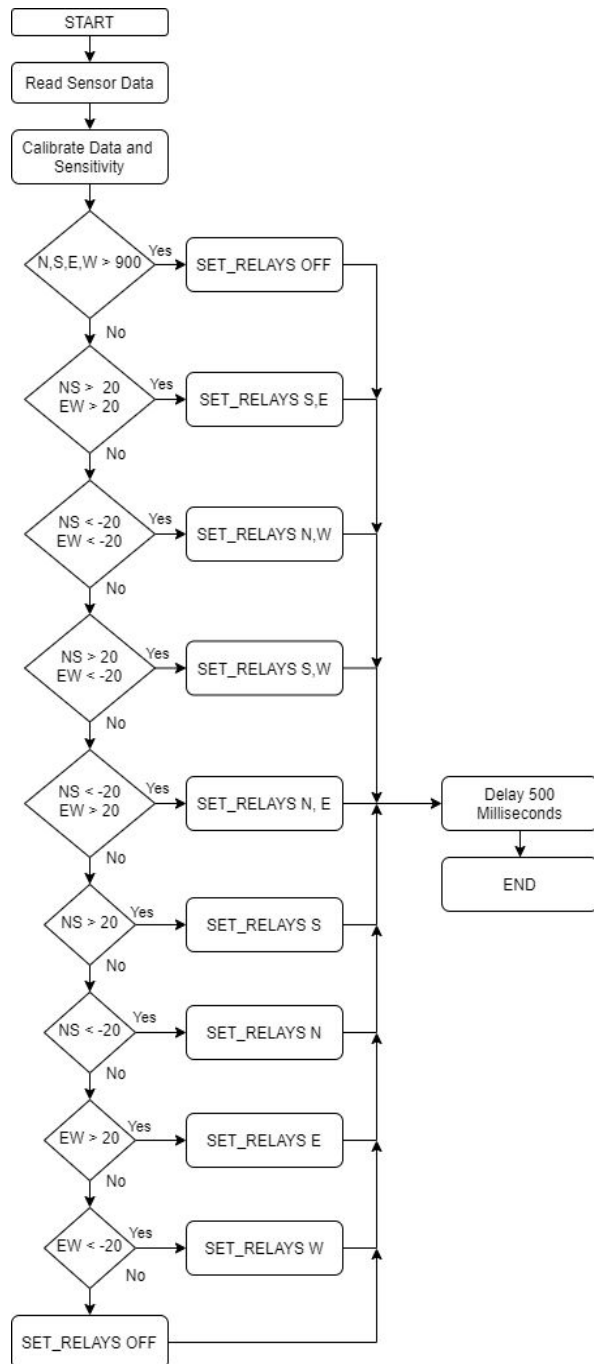 START
Read Sensor Data
Calibrate Data and
Sensitivity
N,S,E,W > 900
Yes
SET_RELAYS OFF
No
NS > 20
EW > 20
Yes
SET_RELAYS S,E
No
NS < -20
EW < -20
Yes
SET_RELAYS N,W
No
NS > 20
EW < -20
Yes
SET_RELAYS S,W
No
NS < -20
EW > 20
Yes
SET_RELAYS N, E
Delay 500
Milliseconds
No
END
NS > 20
Yes
SET_RELAYS S
No
NS < -20
Yes
SET_RELAYS N
No
EW > 20
Yes
SET_RELAYS E
No
EW < -20
Yes
SET_RELAYS W
No
SET_RELAYS OFF